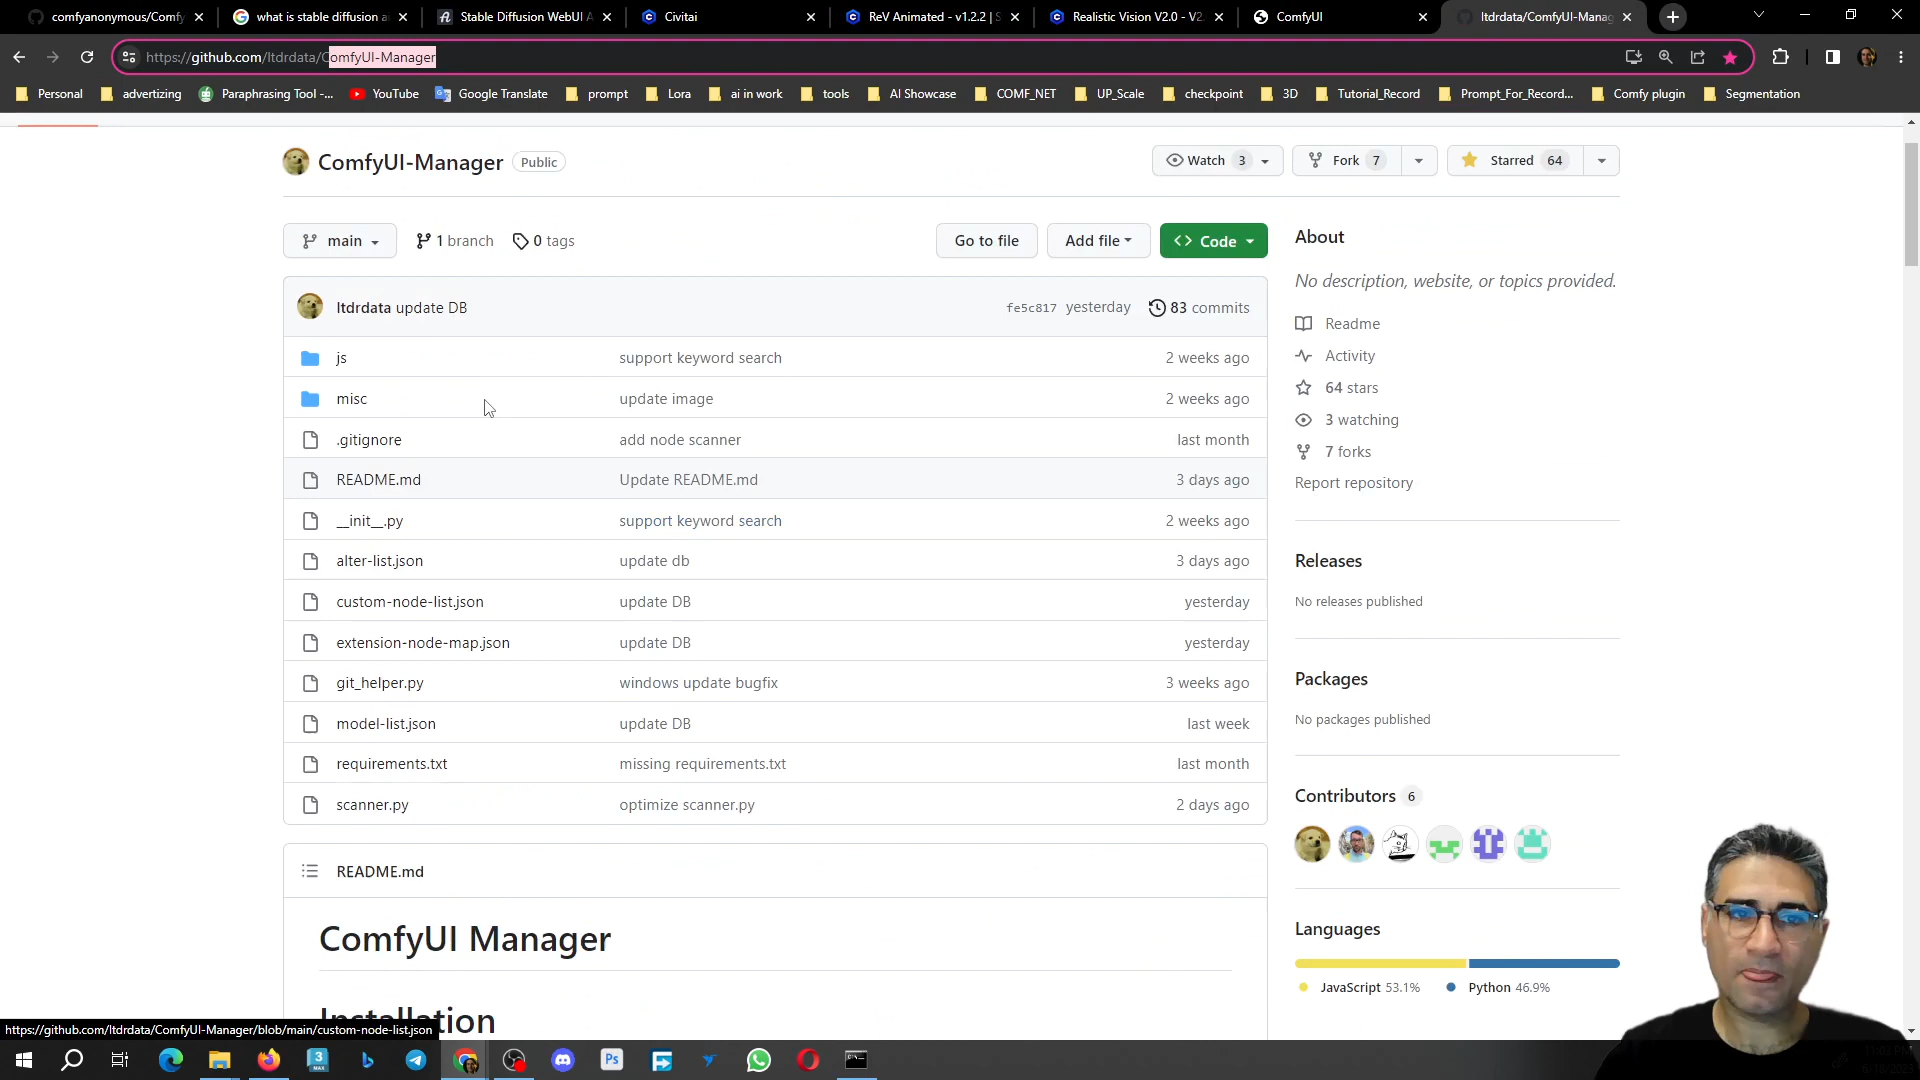 comfyanonymous/Comfy
what is stable diffusion a
Stable Diffusion WebUI A
Civitai
ReV Animated - v1.2.2 | S
Realistic Vision V2.0 - V2
ComfyUI
ltdrdata/ComfyUI-Manag
https://github.com/ltdrdata/ComfyUI-Manager
Personal advertizing Paraphrasing Tool -... YouTube Google Translate prompt Lora ai in work tools AI Showcase COMF_NET UP_Scale checkpoint 3D Tutorial_Record Prompt_For_Record... Comfy plugin Segmentation
ComfyUI-Manager Public
Watch 3 Fork 7 Starred 64
main 1 branch 0 tags Go to file Add file Code
ltdrdata update DB fe5c817 yesterday 83 commits
js support keyword search 2 weeks ago
misc update image 2 weeks ago
.gitignore add node scanner last month
README.md Update README.md 3 days ago
__init__.py support keyword search 2 weeks ago
alter-list.json update db 3 days ago
custom-node-list.json update DB yesterday
extension-node-map.json update DB yesterday
git_helper.py windows update bugfix 3 weeks ago
model-list.json update DB last week
requirements.txt missing requirements.txt last month
scanner.py optimize scanner.py 2 days ago
README.md
ComfyUI Manager
Installation
About
No description, website, or topics provided.
Readme
Activity
64 stars
3 watching
7 forks
Report repository
Releases
No releases published
Packages
No packages published
Contributors 6
Languages
JavaScript 53.1% Python 46.9%
https://github.com/ltdrdata/ComfyUI-Manager/blob/main/custom-node-list.json
3
MAX
Ps